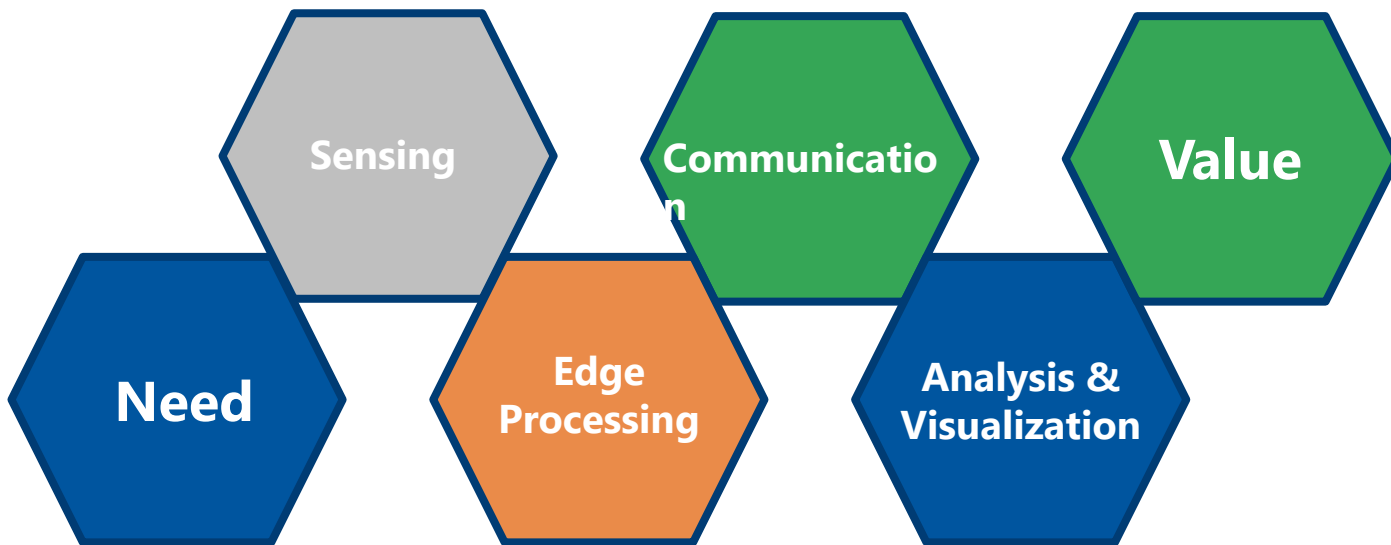 Need
Sensing
Edge
Processing
Communicatio
n
Analysis &
Visualization
Value